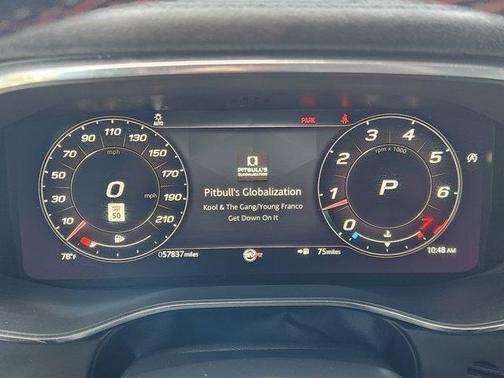 AUTO
PARK
70 90 110 130 150 170 190 210
50 30 10
mph
0
mph
50
PITBULL'S
GLOBALIZATION
Pitbull's Globalization
Kool & The Gang/Young Franco
Get Down On It
0 1 2 3 4 5 6 7
rpm x 1000
P
A
78°F
057837 miles
75miles
10:48 AM